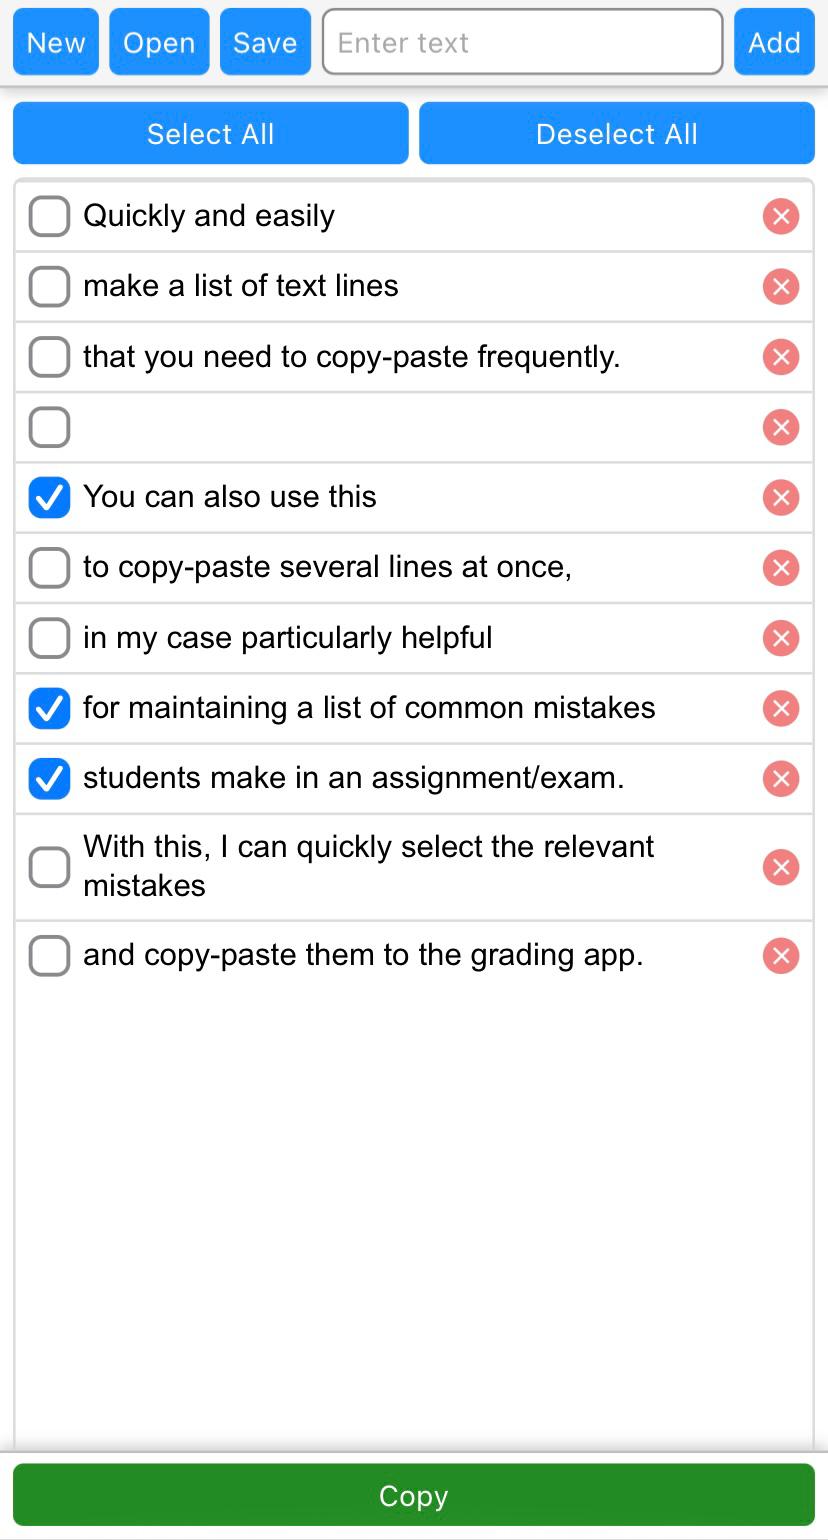 New Open Save Enter text Add
Select All Deselect All
Quickly and easily
make a list of text lines
that you need to copy-paste frequently.
You can also use this
to copy-paste several lines at once,
in my case particularly helpful
for maintaining a list of common mistakes
students make in an assignment/exam.
With this, I can quickly select the relevant
mistakes
and copy-paste them to the grading app.
Copy